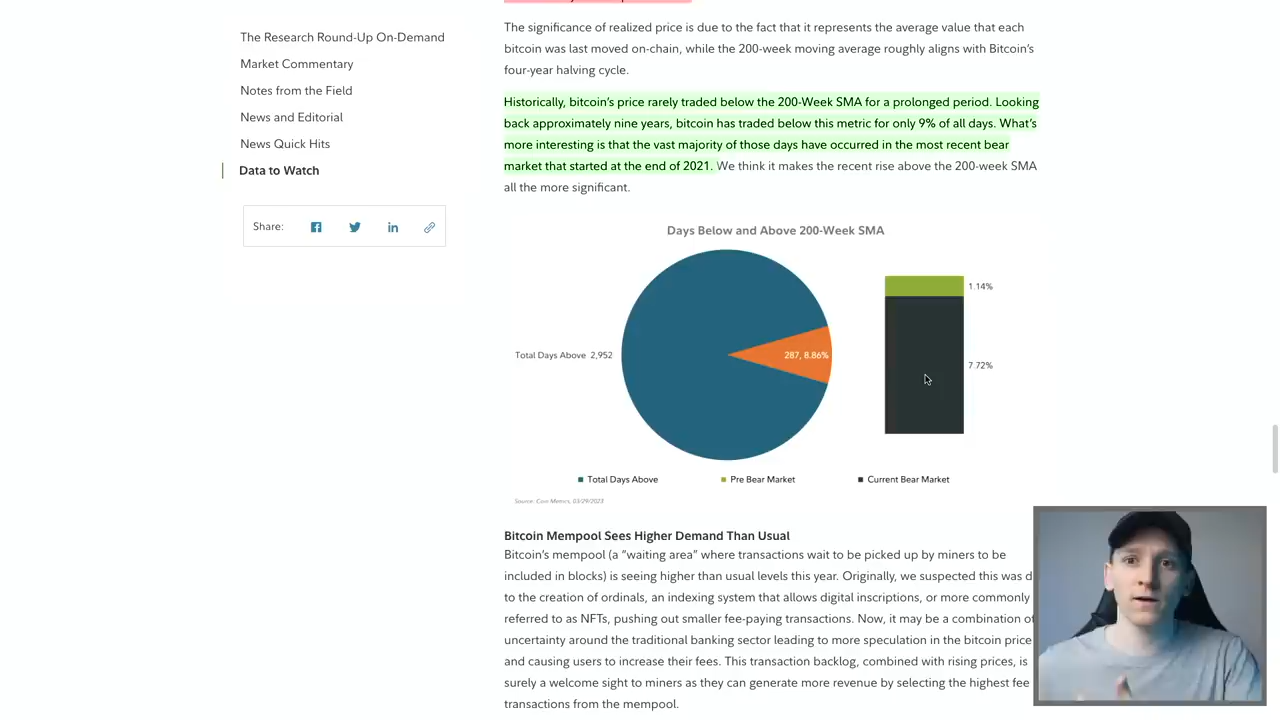 The Research Round-Up On-Demand
Market Commentary
Notes from the Field
News and Editorial
News Quick Hits
Data to Watch
Share:
The significance of realized price is due to the fact that it represents the average value that each
bitcoin was last moved on-chain, while the 200-week moving average roughly aligns with Bitcoin's
four-year halving cycle.
Historically, bitcoin's price rarely traded below the 200-Week SMA for a prolonged period. Looking
back approximately nine years, bitcoin has traded below this metric for only 9% of all days. What's
more interesting is that the vast majority of those days have occurred in the most recent bear
market that started at the end of 2021. We think it makes the recent rise above the 200-week SMA
all the more significant.
Days Below and Above 200-Week SMA
1.14%
Total Days Above 2,952
287, 8.86%
7.72%
Total Days Above
Pre Bear Market
Current Bear Market
Source: Coin Metrics, 03/29/2023
Bitcoin Mempool Sees Higher Demand Than Usual
Bitcoin's mempool (a "waiting area" where transactions wait to be picked up by miners to be
included in blocks) is seeing higher than usual levels this year. Originally, we suspected this was d
to the creation of ordinals, an indexing system that allows digital inscriptions, or more commonly
referred to as NFTs, pushing out smaller fee-paying transactions. Now, it may be a combination of
uncertainty around the traditional banking sector leading to more speculation in the bitcoin price
and causing users to increase their fees. This transaction backlog, combined with rising prices, is
surely a welcome sight to miners as they can generate more revenue by selecting the highest fee
transactions from the mempool.